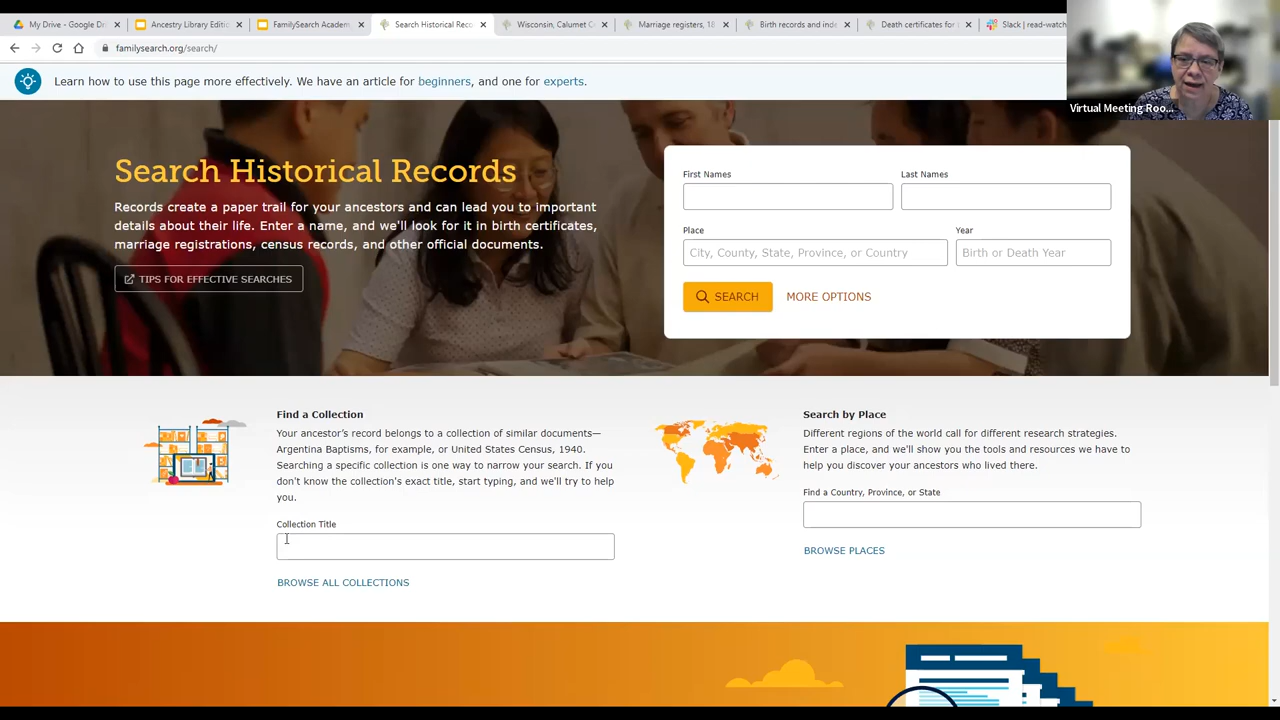 My Drive - Google Dri
Ancestry Library Editi
FamilySearch Academ
Search Historical Reco
Wisconsin, Calumet C
Marriage registers, 18
Birth records and inde
Death certificates for
Slack | read-watch
familysearch.org/search/
Learn how to use this page more effectively. We have an article for beginners, and one for experts.
Virtual Meeting Roo...
Search Historical Records
Records create a paper trail for your ancestors and can lead you to important
details about their life. Enter a name, and we'll look for it in birth certificates,
marriage registrations, census records, and other official documents.
TIPS FOR EFFECTIVE SEARCHES
First Names
Last Names
Place
Year
City, County, State, Province, or Country
Birth or Death Year
SEARCH
MORE OPTIONS
Find a Collection
Your ancestor's record belongs to a collection of similar documents—
Argentina Baptisms, for example, or United States Census, 1940.
Searching a specific collection is one way to narrow your search. If you
don't know the collection's exact title, start typing, and we'll try to help
you.
Collection Title
BROWSE ALL COLLECTIONS
Search by Place
Different regions of the world call for different research strategies.
Enter a place, and we'll show you the tools and resources we have to
help you discover your ancestors who lived there.
Find a Country, Province, or State
BROWSE PLACES